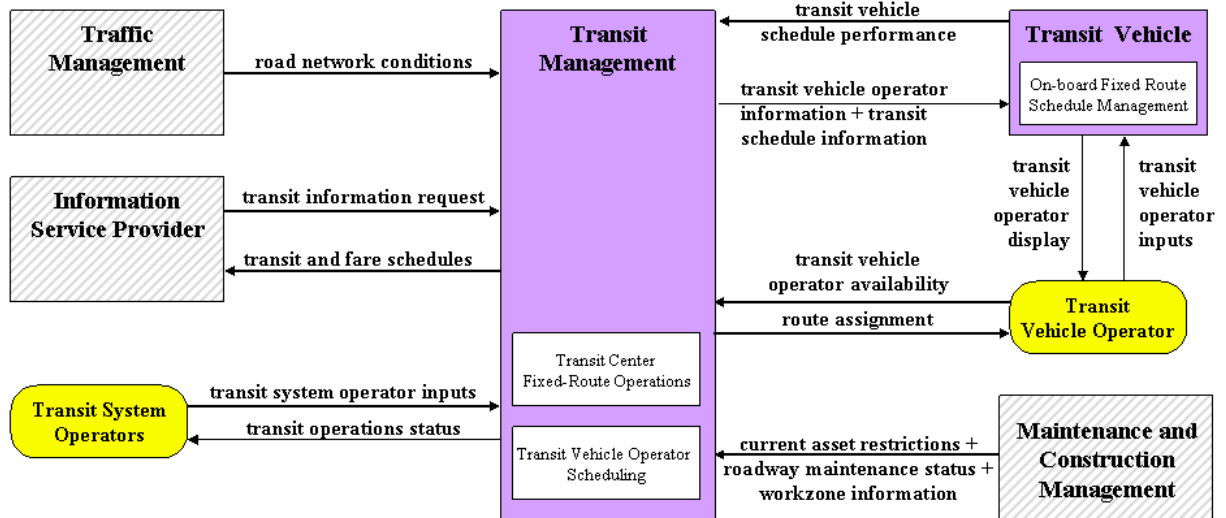 Traffic
Management
road network conditions
Information
Service Provider
transit information request
transit and fare schedules
Transit System
Operators
transit system operator inputs
transit operations status
Transit
Management
Transit Center
Fixed-Route Operations
Transit Vehicle Operator
Scheduling
transit vehicle
schedule performance
transit vehicle operator
information + transit
schedule information
Transit Vehicle
On-board Fixed Route
Schedule Management
transit
vehicle
operator
display
transit
vehicle
operator
inputs
transit vehicle
operator availability
route assignment
Transit
Vehicle Operator
current asset restrictions +
roadway maintenance status +
workzone information
Maintenance and
Construction
Management